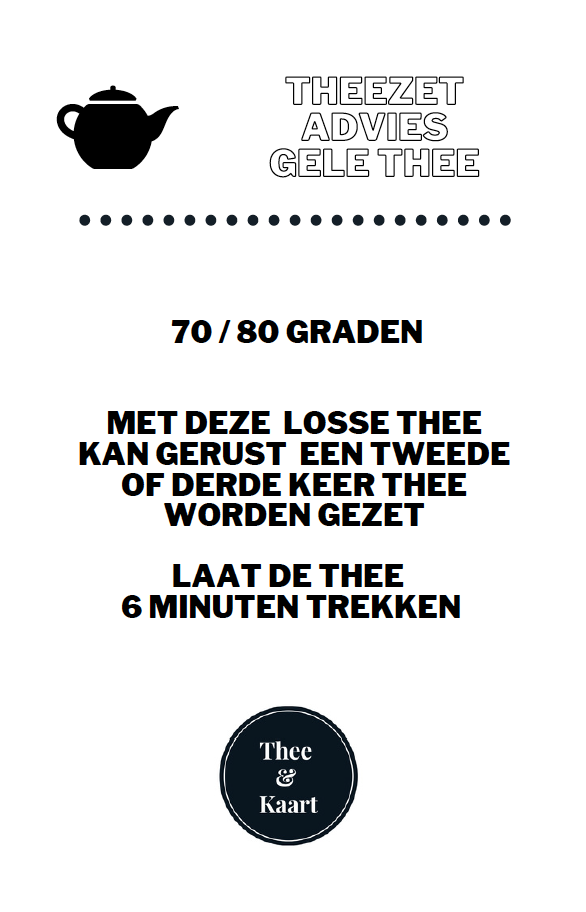 THEEZET
ADVIES
GELE THEE
70 / 80 GRADEN
MET DEZE LOSSE THEE
KAN GERUST EEN TWEEDE
OF DERDE KEER THEE
WORDEN GEZET
LAAT DE THEE
6 MINUTEN TREKKEN
Thee
&
Kaart